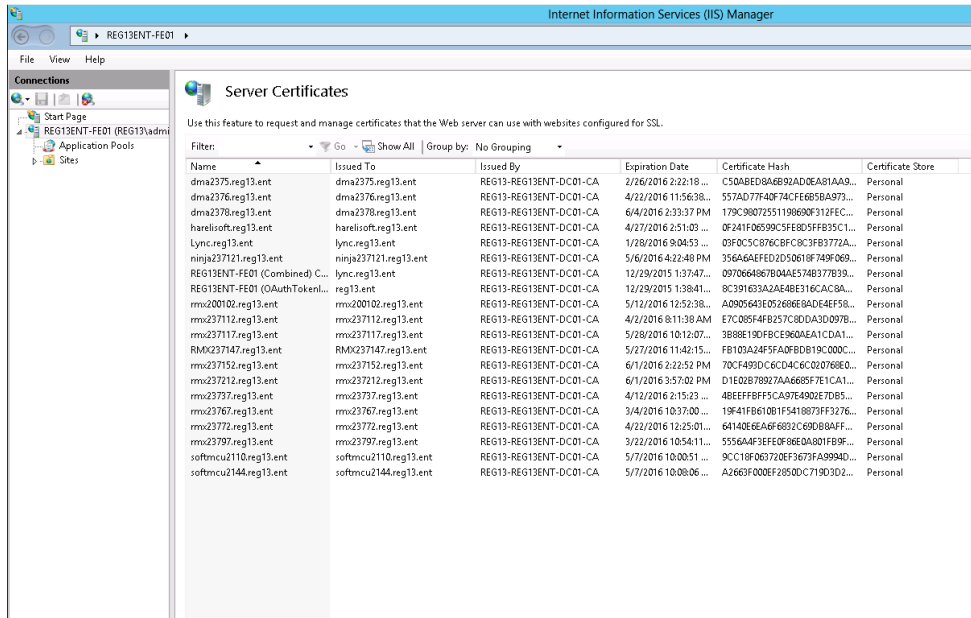 Internet Information Services (IIS) Manager
REG13ENT-FE01
File View Help
Connections
Start Page
REG13ENT-FE01 (REG13\admi
Application Pools
Sites
Server Certificates
Use this feature to request and manage certificates that the Web server can use with websites configured for SSL.
Filter: Go Show All Group by: No Grouping
Name Issued To Issued By Expiration Date Certificate Hash Certificate Store
dma2375.reg13.ent dma2375.reg13.ent REG13-REG13ENT-DC01-CA 2/26/2016 2:22:18 ... C50ABED8A6B92AD0EA81AA9... Personal
dma2376.reg13.ent dma2376.reg13.ent REG13-REG13ENT-DC01-CA 4/22/2016 11:56:38... 557AD77F40F74CFE6B5BA973... Personal
dma2378.reg13.ent dma2378.reg13.ent REG13-REG13ENT-DC01-CA 6/4/2016 2:33:37 PM 179C98072551198690F312FEC... Personal
harelisoft.reg13.ent harelisoft.reg13.ent REG13-REG13ENT-DC01-CA 4/27/2016 2:51:03 ... 0F241F06599C5FE8D5FFB35C1... Personal
Lync.reg13.ent lync.reg13.ent REG13-REG13ENT-DC01-CA 1/28/2016 9:04:53 ... 03F0C5C876CBFC8C3FB3772A... Personal
ninja237121.reg13.ent ninja237121.reg13.ent REG13-REG13ENT-DC01-CA 5/6/2016 4:22:48 PM 356A6AEFED2D50618F749F069... Personal
REG13ENT-FE01 (Combined) C... lync.reg13.ent REG13-REG13ENT-DC01-CA 12/29/2015 1:37:47... 0970664867B04AE574B377B39... Personal
REG13ENT-FE01 (OAuthTokenI... reg13.ent REG13-REG13ENT-DC01-CA 12/29/2015 1:38:41... 8C391633A2AE4BE316CAC8A... Personal
rmx200102.reg13.ent rmx200102.reg13.ent REG13-REG13ENT-DC01-CA 5/12/2016 12:52:38... A0905643E052686E8ADE4EF58... Personal
rmx237112.reg13.ent rmx237112.reg13.ent REG13-REG13ENT-DC01-CA 4/2/2016 8:11:38 AM E7C085F4FB257C8DDA3D097B... Personal
rmx237117.reg13.ent rmx237117.reg13.ent REG13-REG13ENT-DC01-CA 5/28/2016 10:12:07... 3B88E19DFBCE960AEA1CDA1... Personal
RMX237147.reg13.ent RMX237147.reg13.ent REG13-REG13ENT-DC01-CA 5/27/2016 11:42:15... FB103A24F5FA0FBDB19C000C... Personal
rmx237152.reg13.ent rmx237152.reg13.ent REG13-REG13ENT-DC01-CA 6/1/2016 2:22:52 PM 70CF493DC6CD4C6C020768E0... Personal
rmx237212.reg13.ent rmx237212.reg13.ent REG13-REG13ENT-DC01-CA 6/1/2016 3:57:02 PM D1E02B78927AA6685F7E1CA1... Personal
rmx23737.reg13.ent rmx23737.reg13.ent REG13-REG13ENT-DC01-CA 4/12/2016 2:15:23 ... 4BEEFFBFF5CA97E4902E7DB5... Personal
rmx23767.reg13.ent rmx23767.reg13.ent REG13-REG13ENT-DC01-CA 3/4/2016 10:37:00 ... 19F41FB610B1F5418873FF3276... Personal
rmx23772.reg13.ent rmx23772.reg13.ent REG13-REG13ENT-DC01-CA 4/22/2016 12:25:01... 64140E6EA6F6832C69DB8AFF... Personal
rmx23797.reg13.ent rmx23797.reg13.ent REG13-REG13ENT-DC01-CA 3/22/2016 10:54:11... 5556A4F3EFE0F86E0A801FB9F... Personal
softmcu2110.reg13.ent softmcu2110.reg13.ent REG13-REG13ENT-DC01-CA 5/7/2016 10:00:51 ... 9CC18F063720EF3673FA9994D... Personal
softmcu2144.reg13.ent softmcu2144.reg13.ent REG13-REG13ENT-DC01-CA 5/7/2016 10:08:06 ... A2663F000EF2850DC719D3D2... Personal